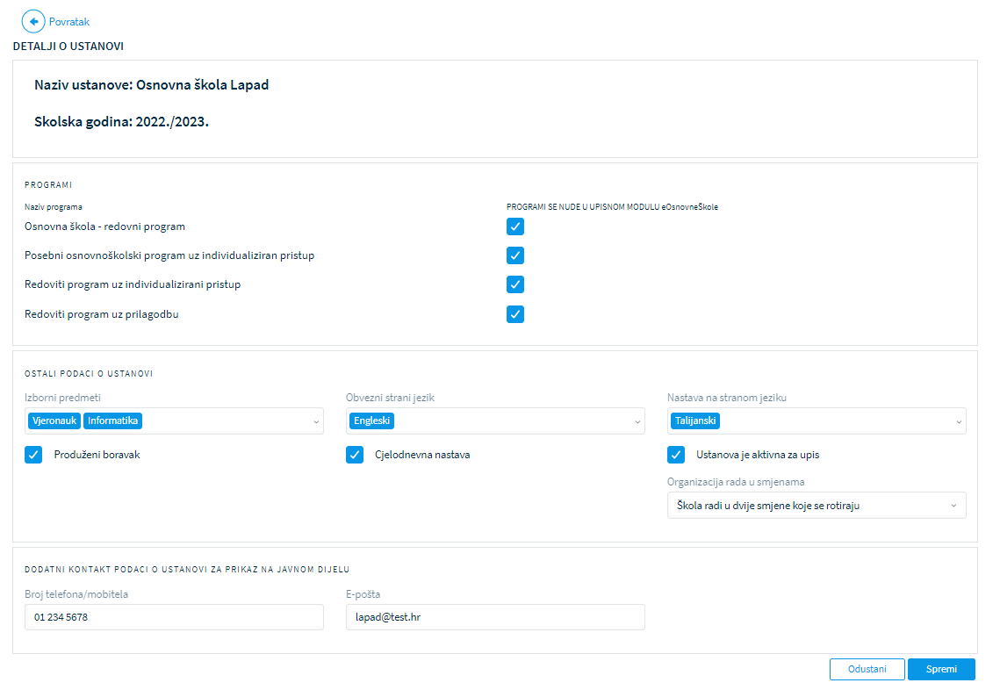 Povratak
DETALJI O USTANOVI
Naziv ustanove: Osnovna škola Lapad
Skolska godina: 2022./2023.
PROGRAMI
Naziv programa PROGRAMI SE NUDE U UPISNOM MODULU eOsnovneŠkole
Osnovna škola - redovni program
Posebni osnovnoškolski program uz individualiziran pristup
Redoviti program uz individualizirani pristup
Redoviti program uz prilagodbu
OSTALI PODACI O USTANOVI
Izborni predmeti Obvezni strani jezik Nastava na stranom jeziku
Vjeronauk Informatika Engleski Talijanski
Produženi boravak Cjelodnevna nastava Ustanova je aktivna za upis
Organizacija rada u smjenama
Škola radi u dvije smjene koje se rotiraju
DODATNI KONTAKT PODACI O USTANOVI ZA PRIKAZ NA JAVNOM DIJELU
Broj telefona/mobitela E-pošta
01 234 5678 lapad@test.hr
Odustani Spremi